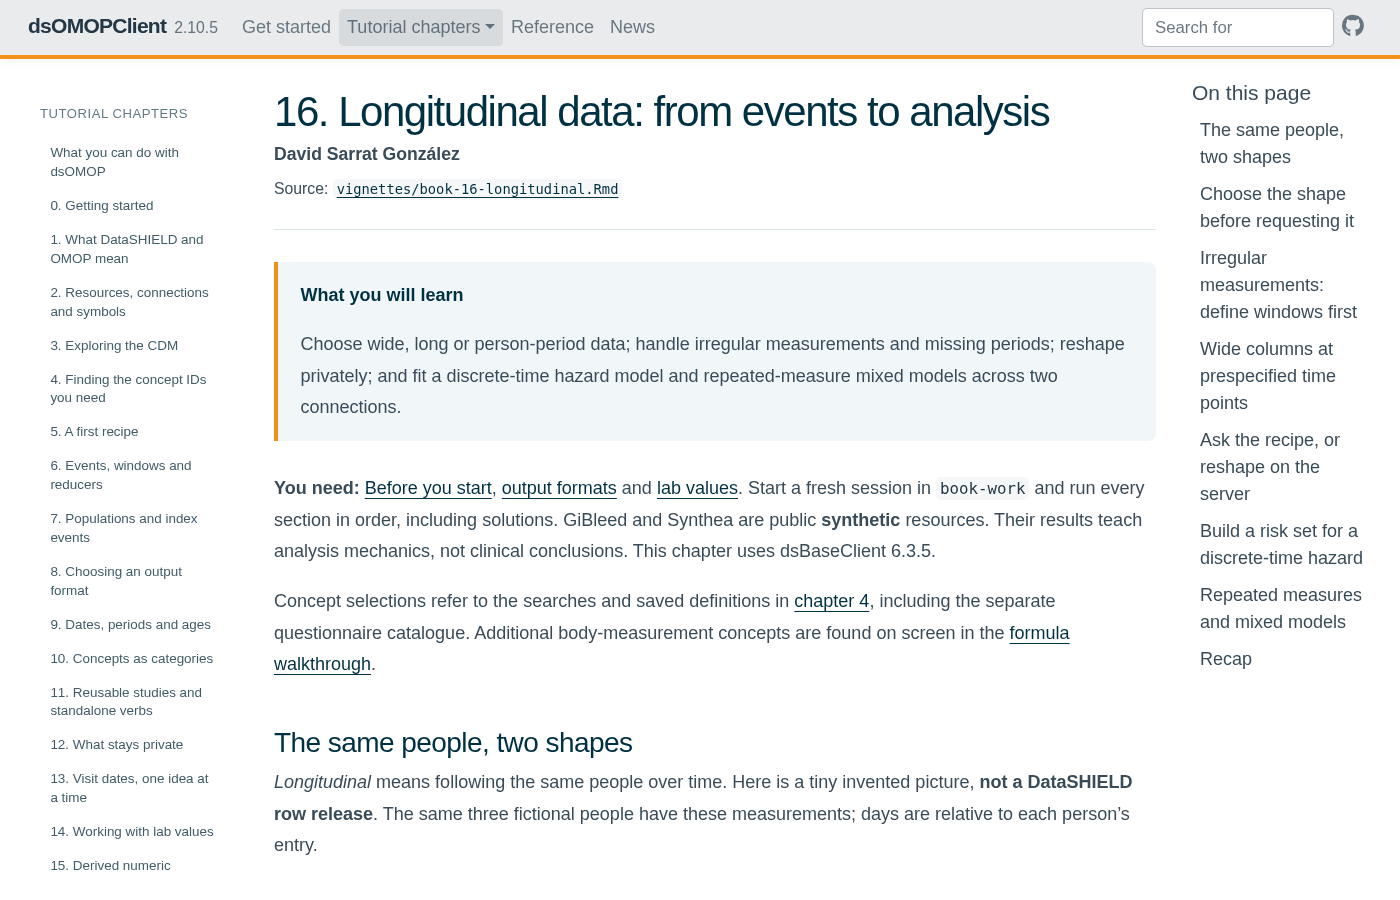 dsOMOPClient 2.10.5 Get started Tutorial chapters Reference News Search for
TUTORIAL CHAPTERS
What you can do with
dsOMOP
0. Getting started
1. What DataSHIELD and
OMOP mean
2. Resources, connections
and symbols
3. Exploring the CDM
4. Finding the concept IDs
you need
5. A first recipe
6. Events, windows and
reducers
7. Populations and index
events
8. Choosing an output
format
9. Dates, periods and ages
10. Concepts as categories
11. Reusable studies and
standalone verbs
12. What stays private
13. Visit dates, one idea at
a time
14. Working with lab values
15. Derived numeric
16. Longitudinal data: from events to analysis
David Sarrat González
Source: vignettes/book-16-longitudinal.Rmd
What you will learn
Choose wide, long or person-period data; handle irregular measurements and missing periods; reshape
privately; and fit a discrete-time hazard model and repeated-measure mixed models across two
connections.
You need: Before you start, output formats and lab values. Start a fresh session in book-work and run every
section in order, including solutions. GiBleed and Synthea are public synthetic resources. Their results teach
analysis mechanics, not clinical conclusions. This chapter uses dsBaseClient 6.3.5.
Concept selections refer to the searches and saved definitions in chapter 4, including the separate
questionnaire catalogue. Additional body-measurement concepts are found on screen in the formula
walkthrough.
The same people, two shapes
Longitudinal means following the same people over time. Here is a tiny invented picture, not a DataSHIELD
row release. The same three fictional people have these measurements; days are relative to each person’s
entry.
On this page
The same people,
two shapes
Choose the shape
before requesting it
Irregular
measurements:
define windows first
Wide columns at
prespecified time
points
Ask the recipe, or
reshape on the
server
Build a risk set for a
discrete-time hazard
Repeated measures
and mixed models
Recap